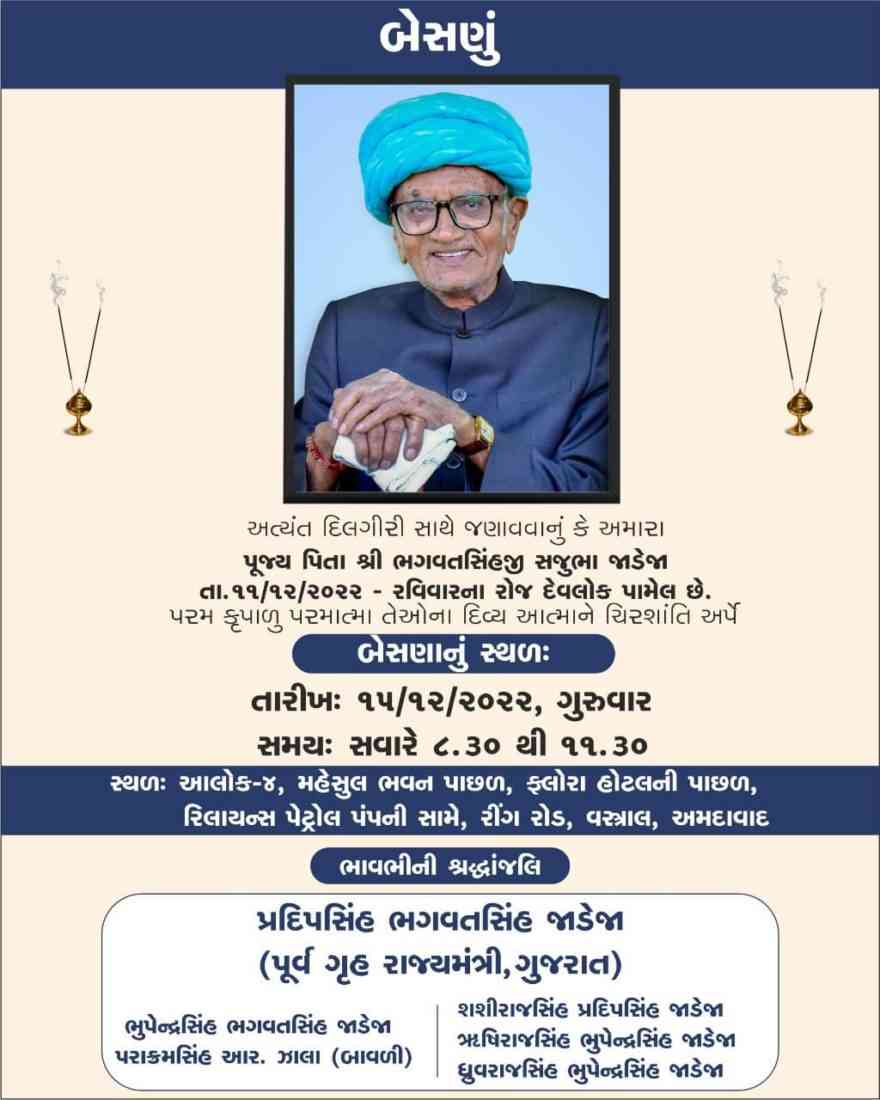 બેસણું
અત્યંત દિલગીરી સાથે જણાવવાનું કે અમારા
પૂજ્ય પિતા શ્રી ભગવતસિંહજી સજુભા જાડેજા
તા.૧૧/૧૨/૨૦૨૨ - રવિવારના રોજ દેવલોક પામેલ છે.
પરમ કૃપાળુ પરમાત્મા તેઓના દિવ્ય આત્માને ચિરશાંતિ અર્પે
બેસણાનું સ્થળઃ
તારીખઃ ૧૫/૧૨/૨૦૨૨, ગુરુવાર
સમયઃ સવારે ૮.૩૦ થી ૧૧.૩૦
સ્થળઃ આલોક-૪, મહેસુલ ભવન પાછળ, ફ્લોરા હોટલની પાછળ,
રિલાયન્સ પેટ્રોલ પંપની સામે, રીંગ રોડ, વસ્ત્રાલ, અમદાવાદ
ભાવભીની શ્રદ્ધાંજલિ
પ્રદિપસિંહ ભગવતસિંહ જાડેજા
(પૂર્વ ગૃહ રાજ્યમંત્રી,ગુજરાત)
ભુપેન્દ્રસિંહ ભગવતસિંહ જાડેજા
પરાક્રમસિંહ આર. ઝાલા (બાવળી)
શશીરાજસિંહ પ્રદિપસિંહ જાડેજા
ઋષિરાજસિંહ ભુપેન્દ્રસિંહ જાડેજા
ધ્રુવરાજસિંહ ભુપેન્દ્રસિંહ જાડેજા